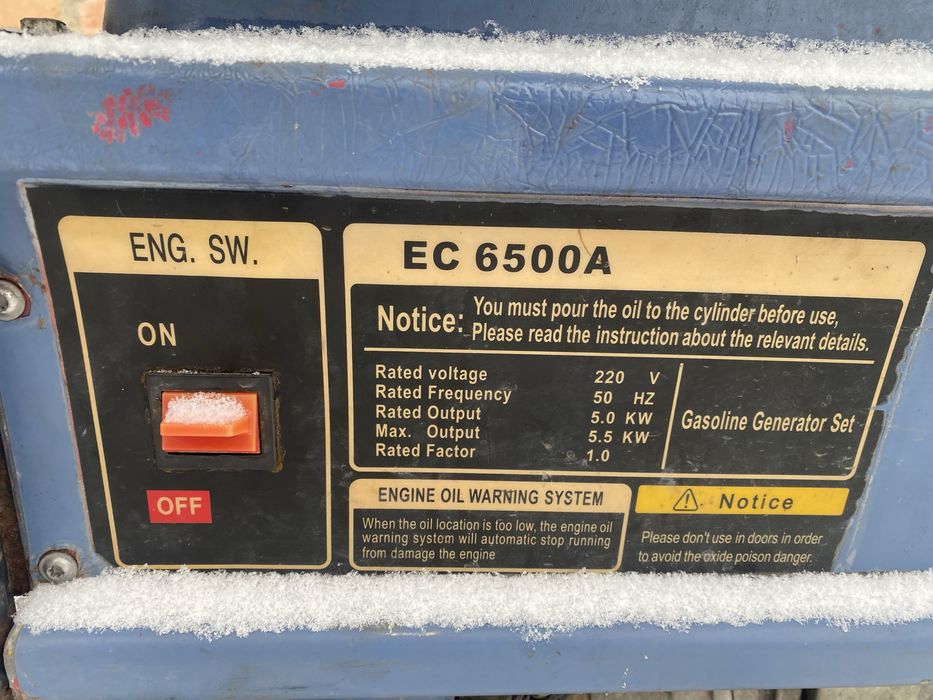 ENG. SW.
ON
OFF
EC 6500A
Notice: You must pour the oil to the cylinder before use,
Please read the instruction about the relevant details.
Rated voltage 220 V
Rated Frequency 50 HZ
Rated Output 5.0 KW
Max. Output 5.5 KW
Rated Factor 1.0
Gasoline Generator Set
ENGINE OIL WARNING SYSTEM
When the oil location is too low, the engine oil
warning system will automatic stop running
from damage the engine
Notice
Please don't use in doors in order
to avoid the oxide poison danger.